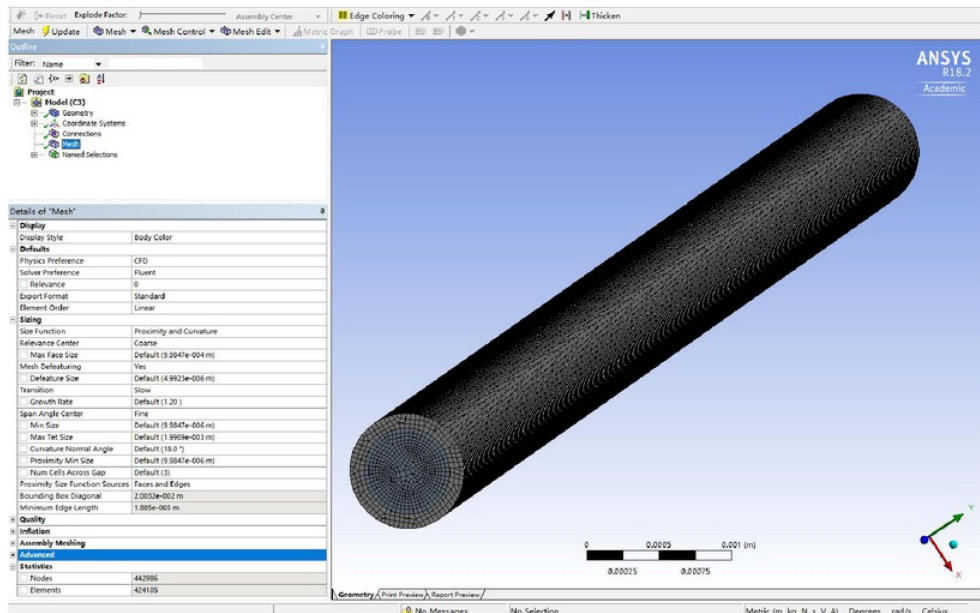 Reset Explode Factor: Assembly Center Edge Coloring Thicken
Mesh Update Mesh Mesh Control Mesh Edit Metric Graph Probe
Outline
Filter: Name
Project
Model (C3)
Geometry
Coordinate Systems
Connections
Mesh
Named Selections
Details of "Mesh"
Display
Display Style Body Color
Defaults
Physics Preference CFD
Solver Preference Fluent
Relevance 0
Export Format Standard
Element Order Linear
Sizing
Size Function Proximity and Curvature
Relevance Center Coarse
Max Face Size Default (9.9847e-004 m)
Mesh Defeaturing Yes
Defeature Size Default (4.9923e-006 m)
Transition Slow
Growth Rate Default (1.20 )
Span Angle Center Fine
Min Size Default (9.9847e-006 m)
Max Tet Size Default (1.9969e-003 m)
Curvature Normal Angle Default (18.0 °)
Proximity Min Size Default (9.9847e-006 m)
Num Cells Across Gap Default (3)
Proximity Size Function Sources Faces and Edges
Bounding Box Diagonal 2.0032e-002 m
Minimum Edge Length 1.885e-003 m
Quality
Inflation
Assembly Meshing
Advanced
Statistics
Nodes 442986
Elements 424105
ANSYS
R18.2
Academic
0 0.0005 0.001 (m)
0.00025 0.00075
Y
X
Geometry Print Preview Report Preview
No Messages No Selection Metric (m, kg, N, s, V, A) Degrees rad/s Celsius